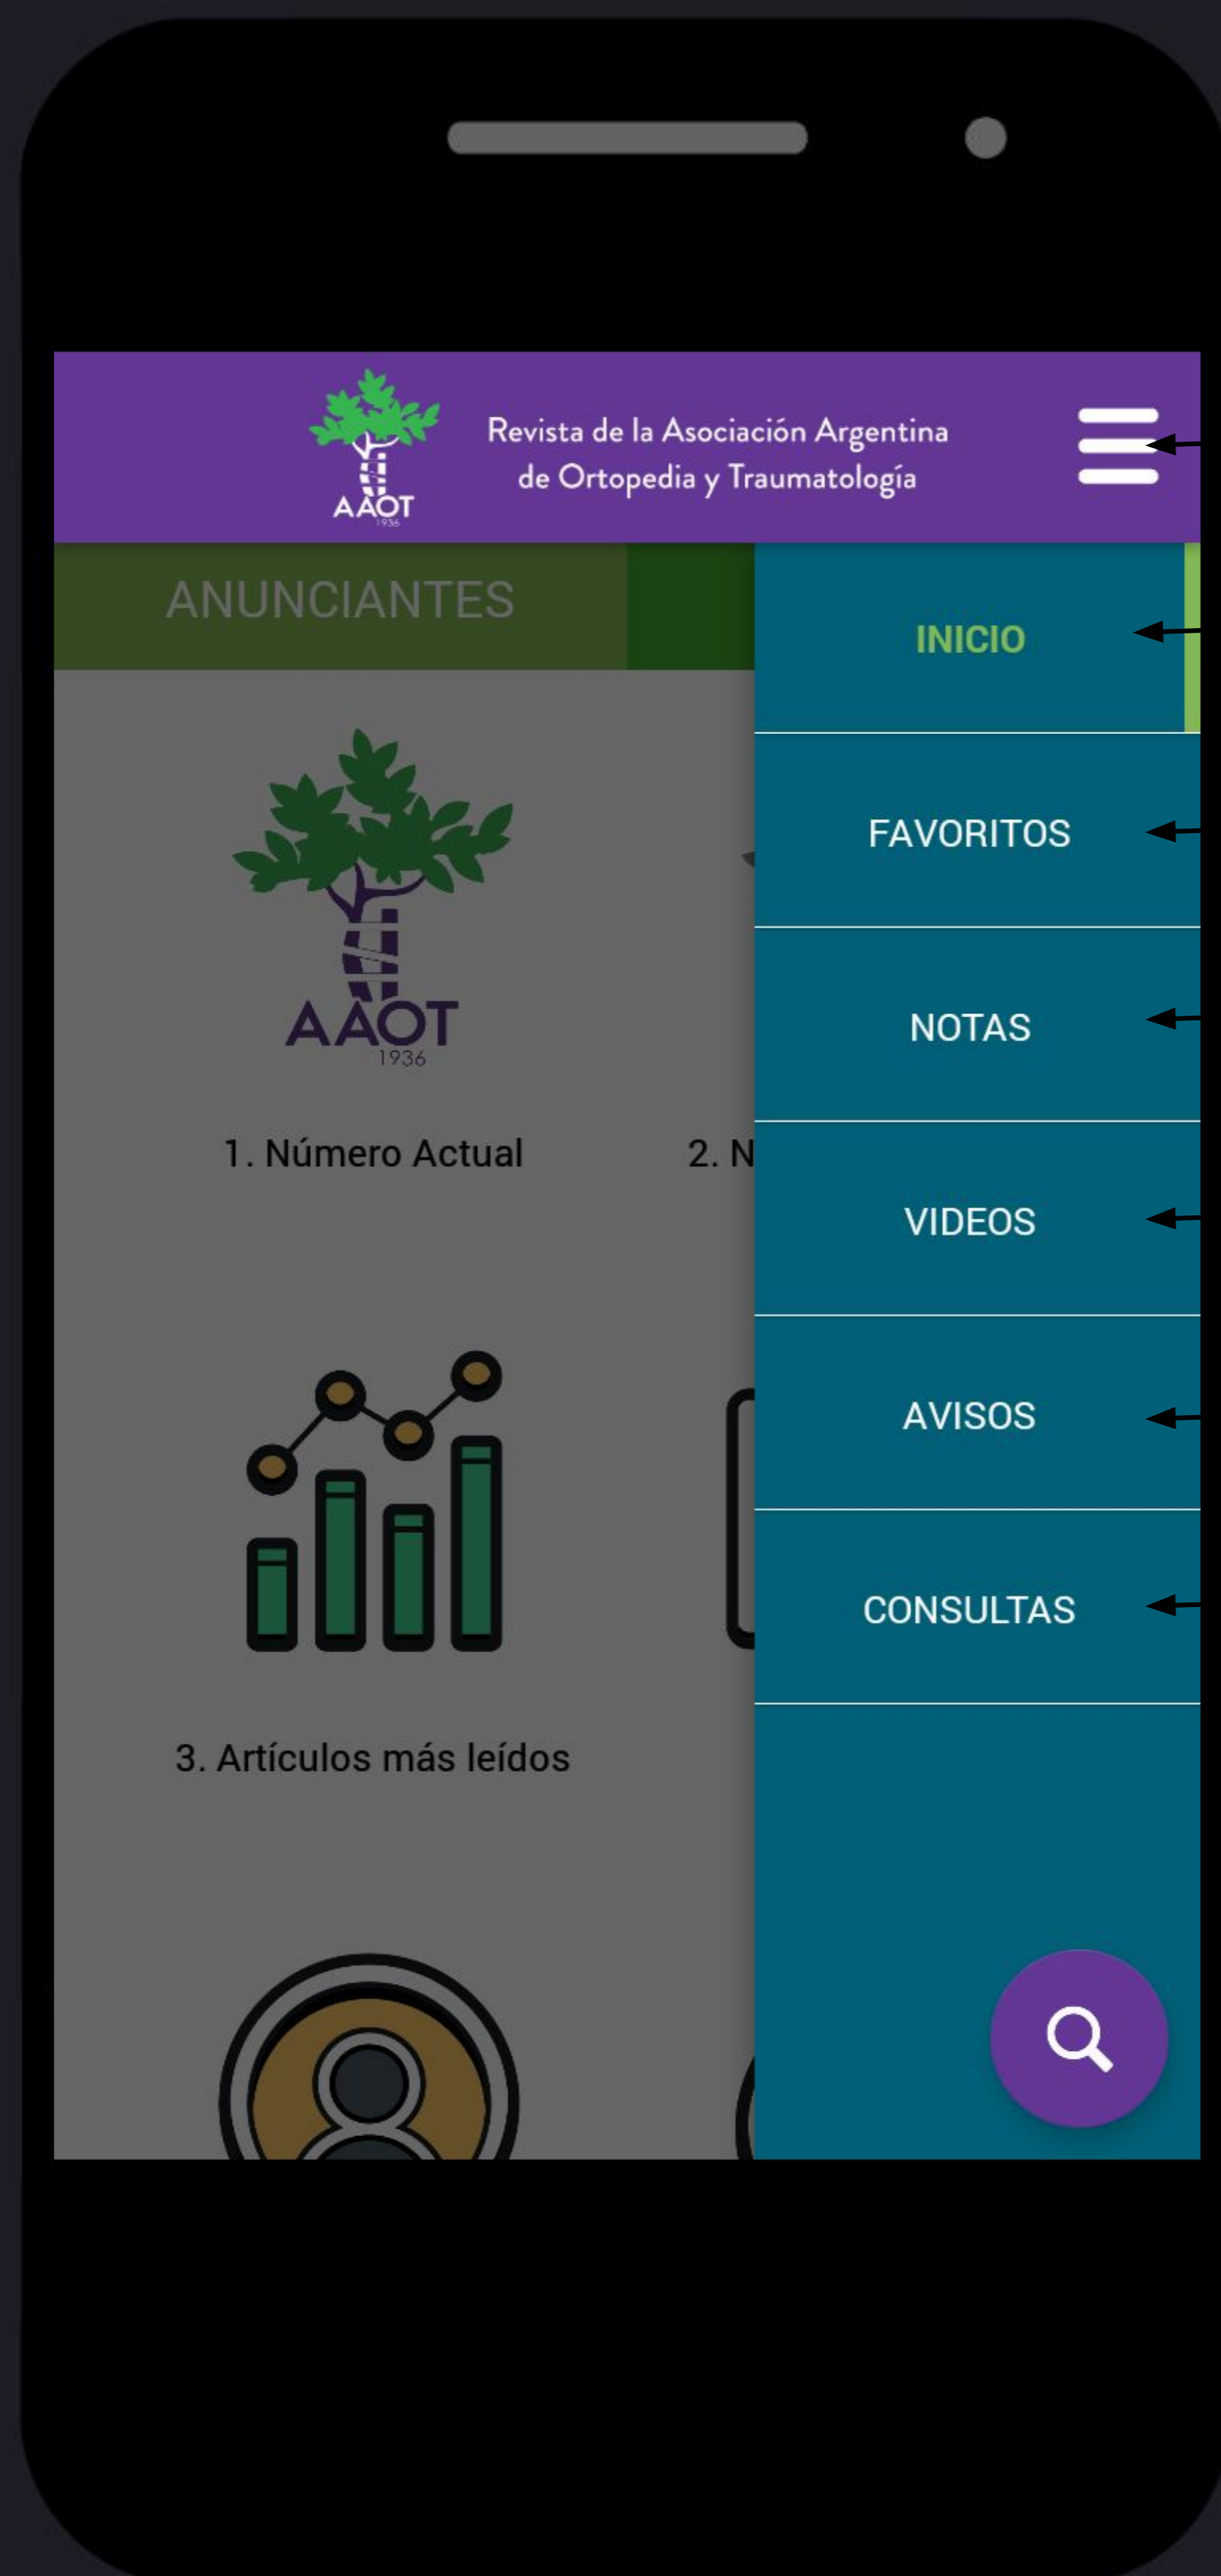 AAOT
1936
Revista de la Asociación Argentina
de Ortopedia y Traumatología
ANUNCIANTES
INICIO
FAVORITOS
AAOT
1936
NOTAS
1. Número Actual
2. N
VIDEOS
AVISOS
CONSULTAS
3. Artículos más leídos